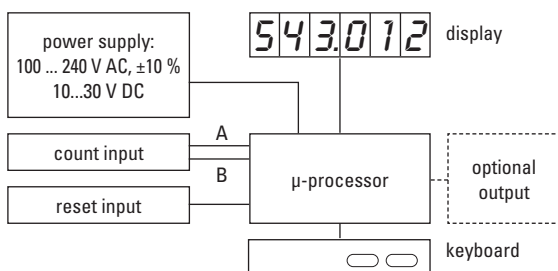 power supply:
100 ... 240 V AC, ±10 %
10...30 V DC
543.012
display
count input
A
B
reset input
µ-processor
optional
output
keyboard